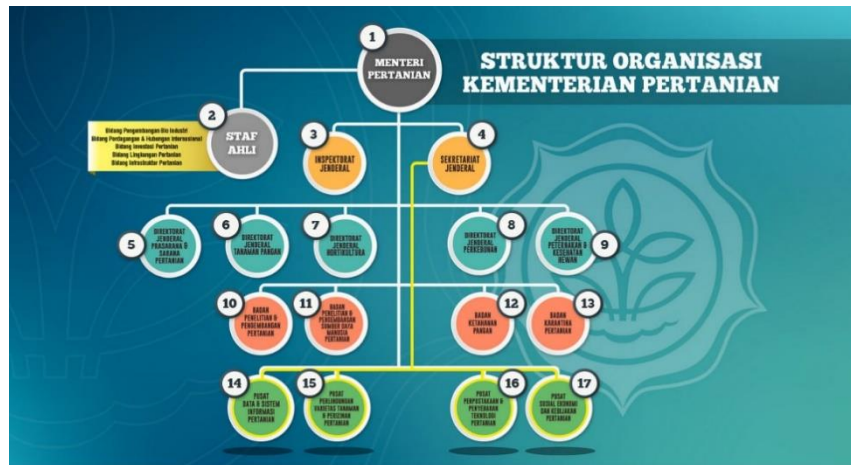 STRUKTUR ORGANISASI
KEMENTERIAN PERTANIAN
1
MENTERI
PERTANIAN
2
STAF
AHLI
Bidang Pengembangan Bio Industri
Bidang Perdagangan & Hubungan Internasional
Bidang Investasi Pertanian
Bidang Lingkungan Pertanian
Bidang Infrastruktur Pertanian
3
INSPEKTORAT
JENDERAL
4
SEKRETARIAT
JENDERAL
5
DIREKTORAT
JENDERAL
PRASARANA &
SARANA
PERTANIAN
6
DIREKTORAT
JENDERAL
TANAMAN PANGAN
7
DIREKTORAT
JENDERAL
HORTIKULTURA
8
DIREKTORAT
JENDERAL
PERKEBUNAN
9
DIREKTORAT
JENDERAL
PETERNAKAN &
KESEHATAN
HEWAN
10
BADAN
PENELITIAN &
PENGEMBANGAN
PERTANIAN
11
BADAN
PENELITIAN &
PENGEMBANGAN
SUMBER DAYA
MANUSIA
PERTANIAN
12
BADAN
KETAHANAN
PANGAN
13
BADAN
KARANTINA
PERTANIAN
14
PUSAT
DATA & SISTEM
INFORMASI
PERTANIAN
15
PUSAT
PERLINDUNGAN
VARIETAS TANAMAN
& PERIZINAN
PERTANIAN
16
PUSAT
PERPUSTAKAAN &
PENYEBARAN
TEKNOLOGI
PERTANIAN
17
PUSAT
SOSIAL EKONOMI
DAN KEBIJAKAN
PERTANIAN